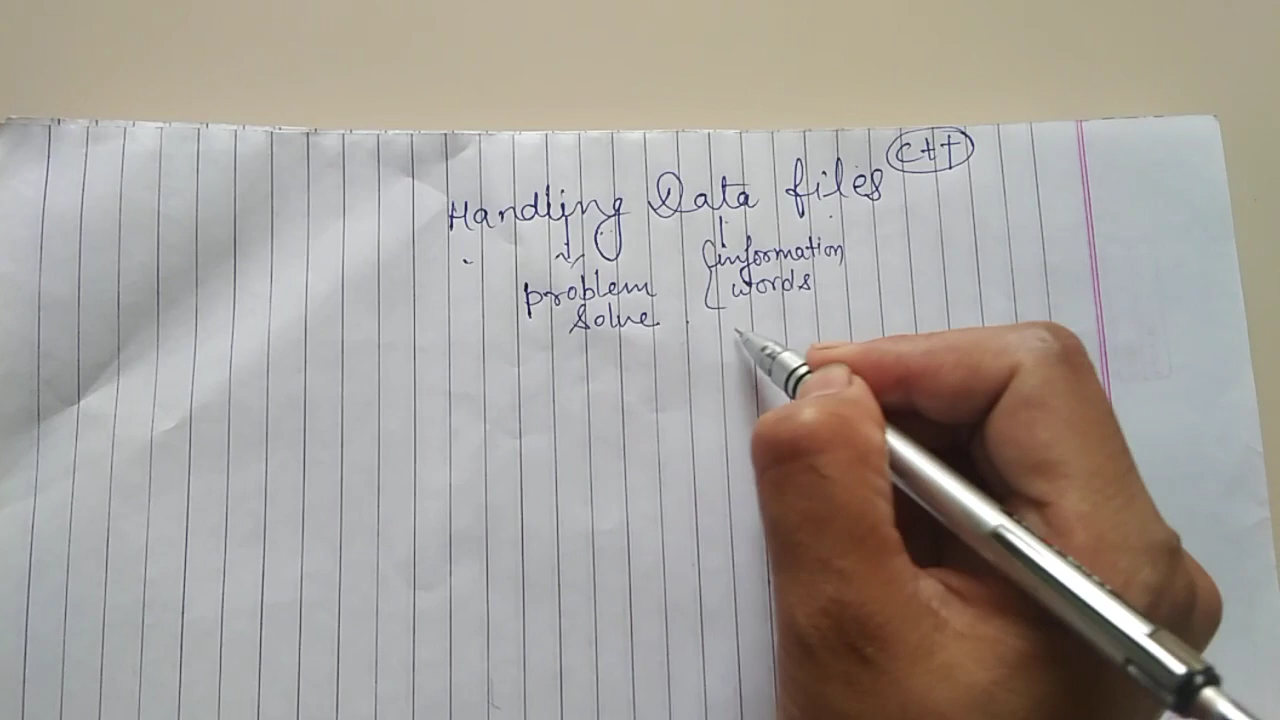 C++
Handling Data files
problem
Solve
information
words